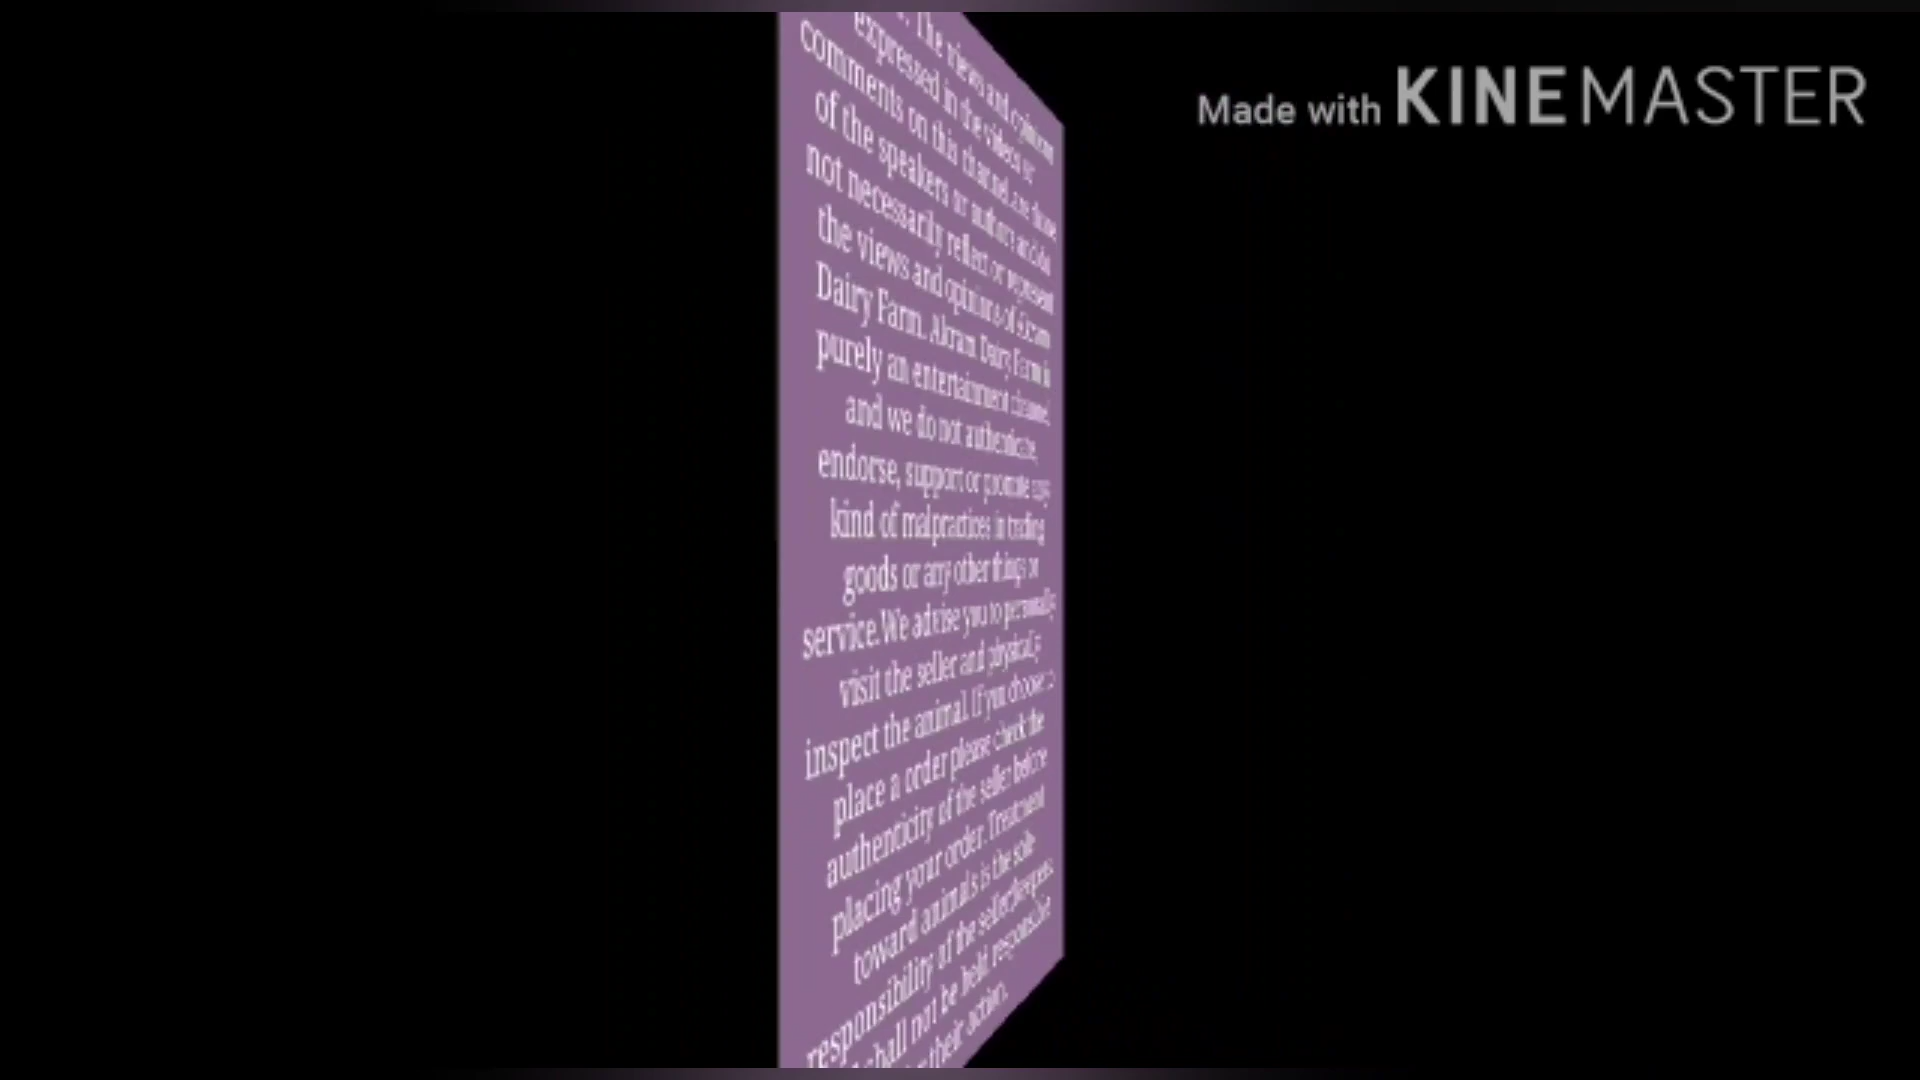 The views and opinions
expressed in the videos or
comments on this channel, are those
of the speakers or authors and do
not necessarily reflect or represent
the views and opinions of Akram
Dairy Farm. Akram Dairy Farm is
purely an entertainment channel,
and we do not authenticate,
endorse, support or promote any
kind of malpractices in trading
goods or any other things or
service.We advise you to personally
visit the seller and physically
inspect the animal. If you choose to
place a order please check the
authenticity of the seller before
placing your order. Treatment
toward animals is the sole
responsibility of the seller/keepers
shall not be held responsible
their action.
Made with KINEMASTER